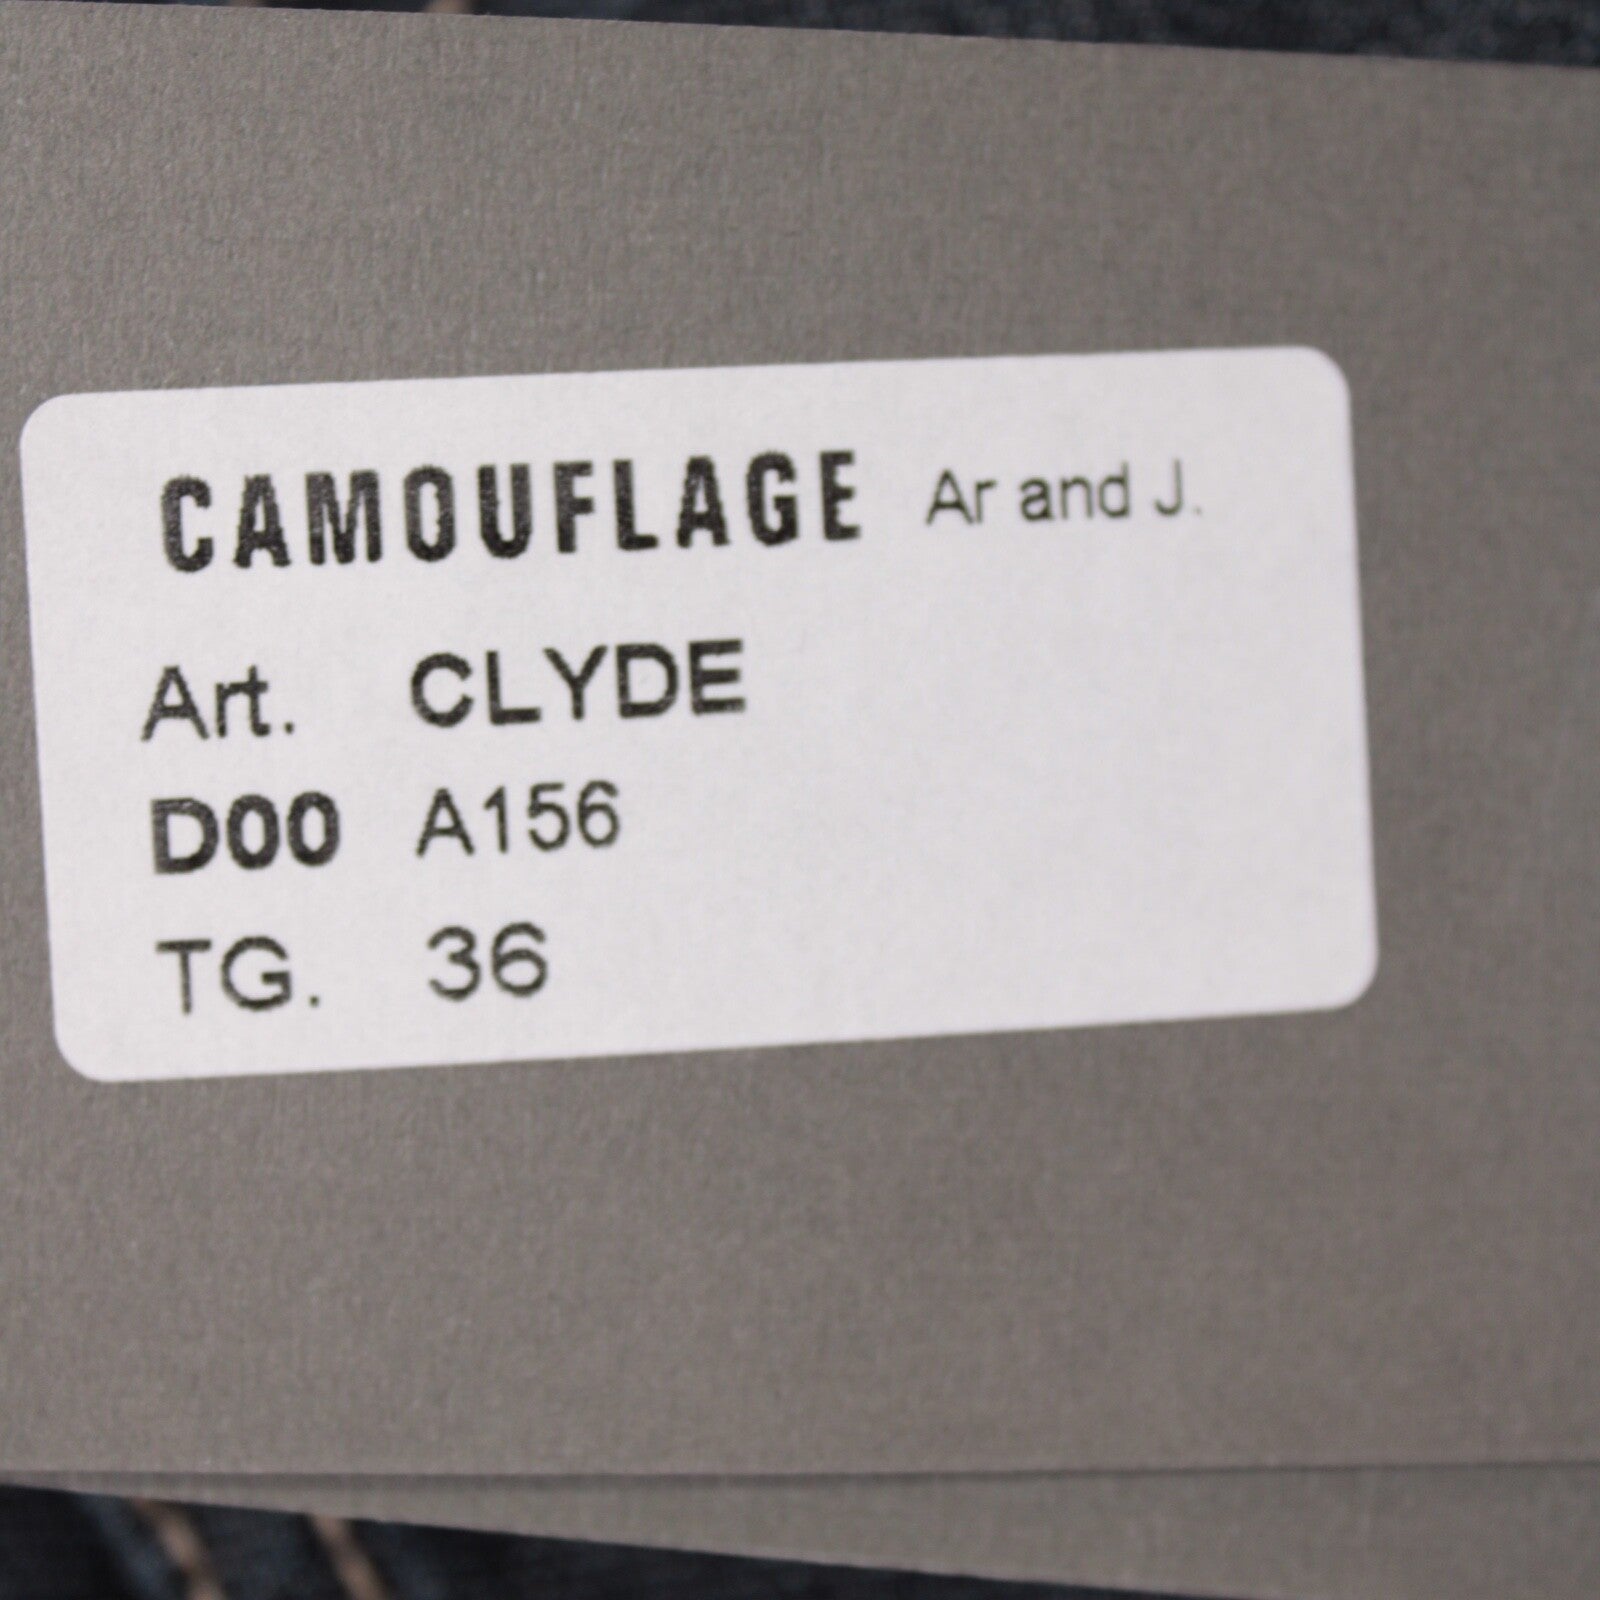 CAMOUFLAGE Ar and J.
Art. CLYDE
D00 A156
TG. 36